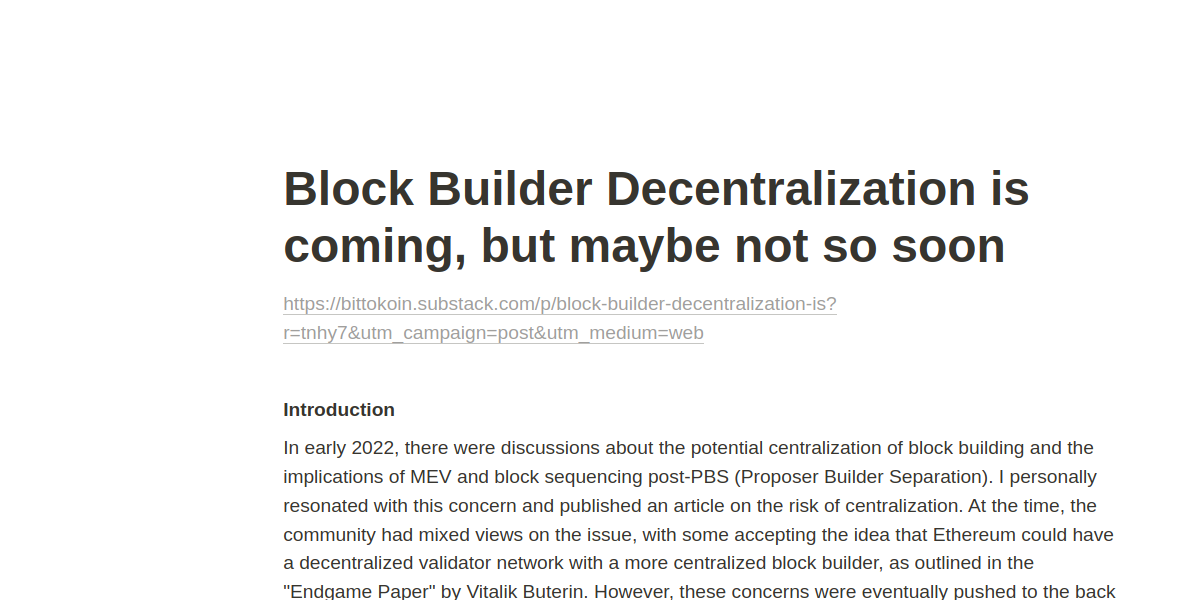 Block Builder Decentralization is
coming, but maybe not so soon
https://bittokoin.substack.com/p/block-builder-decentralization-is?
r=tnhy7&utm_campaign=post&utm_medium=web
Introduction
In early 2022, there were discussions about the potential centralization of block building and the
implications of MEV and block sequencing post-PBS (Proposer Builder Separation). I personally
resonated with this concern and published an article on the risk of centralization. At the time, the
community had mixed views on the issue, with some accepting the idea that Ethereum could have
a decentralized validator network with a more centralized block builder, as outlined in the
"Endgame Paper" by Vitalik Buterin. However, these concerns were eventually pushed to the back